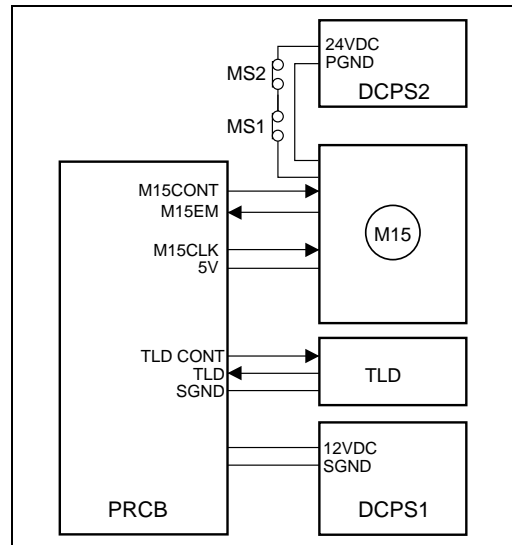 24VDC
PGND
DCPS2
MS2
MS1
M15CONT
M15EM
M15CLK
5V
M15
TLD CONT
TLD
SGND
TLD
12VDC
SGND
PRCB
DCPS1